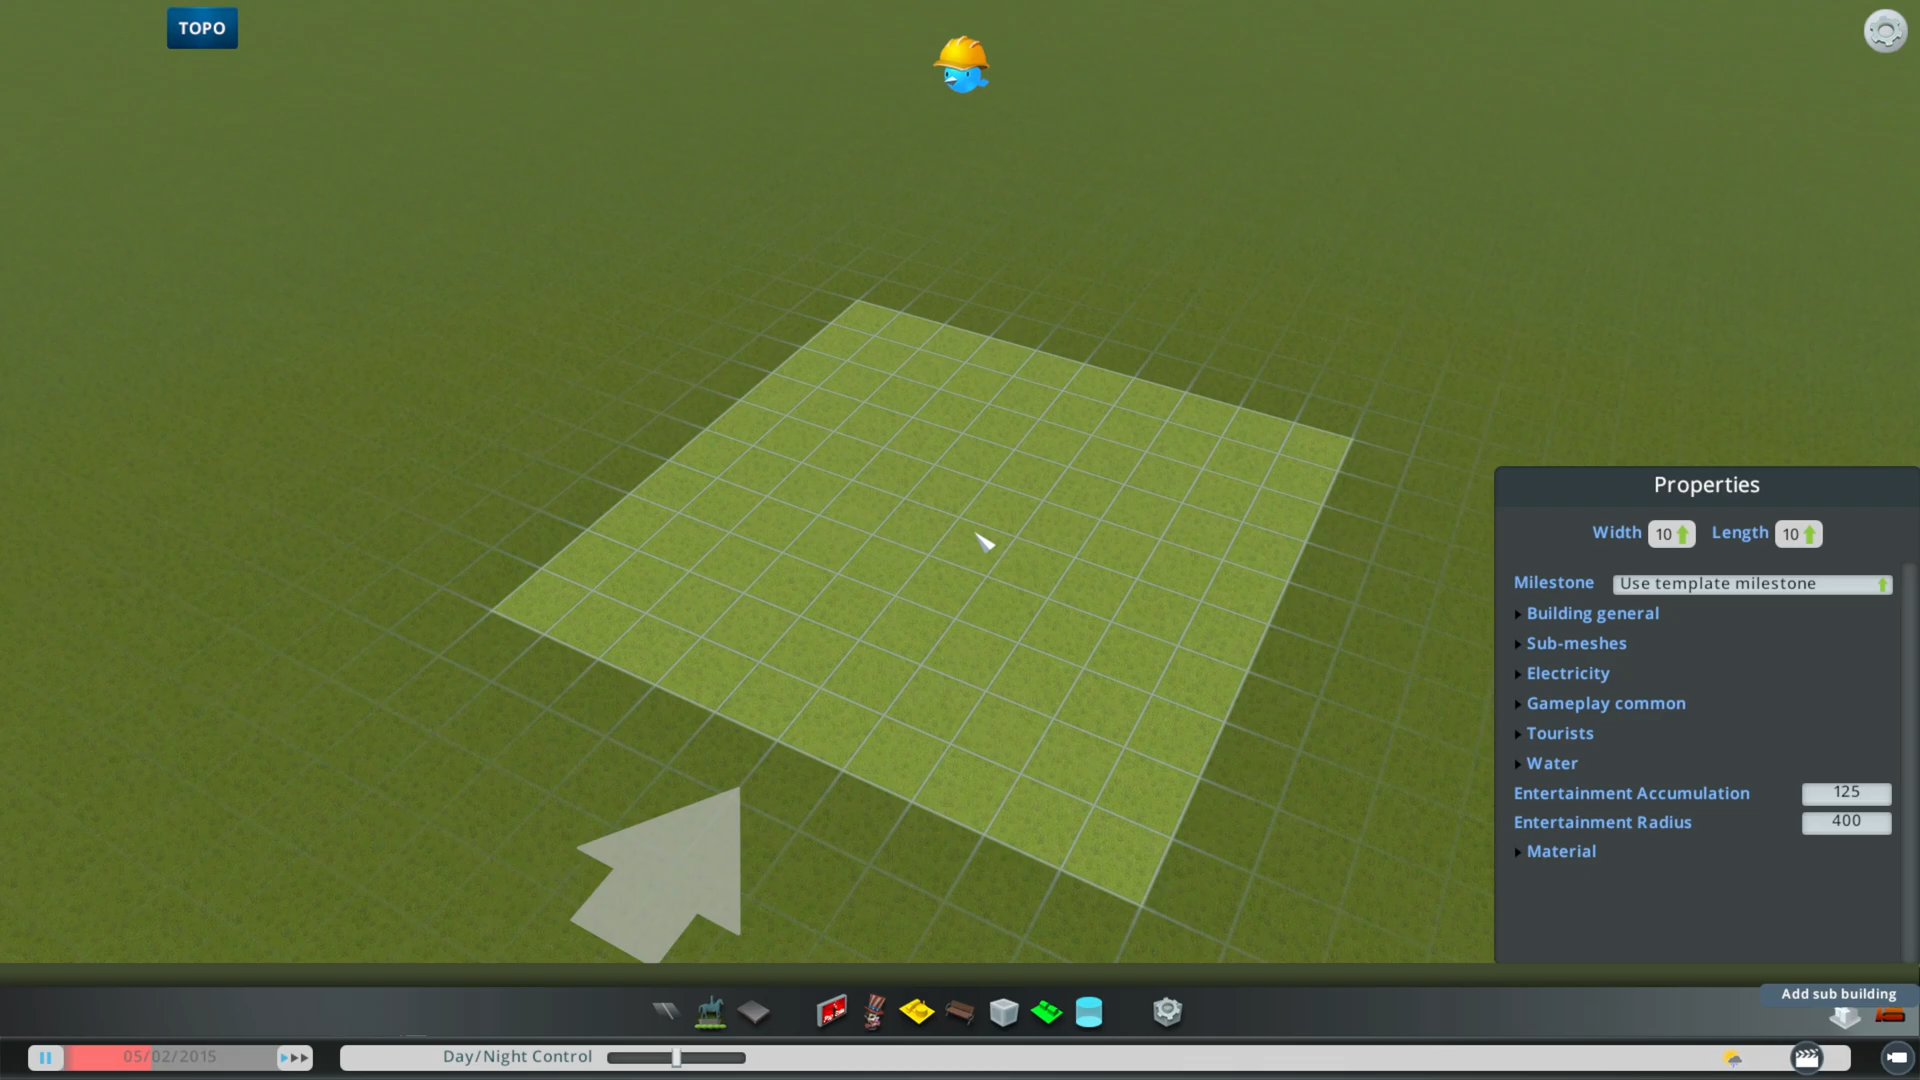 TOPO
Properties
Width 10 Length 10
Milestone Use template milestone
Building general
Sub-meshes
Electricity
Gameplay common
Tourists
Water
Entertainment Accumulation 125
Entertainment Radius 400
Material
Add sub building
05/02/2015
Day/Night Control